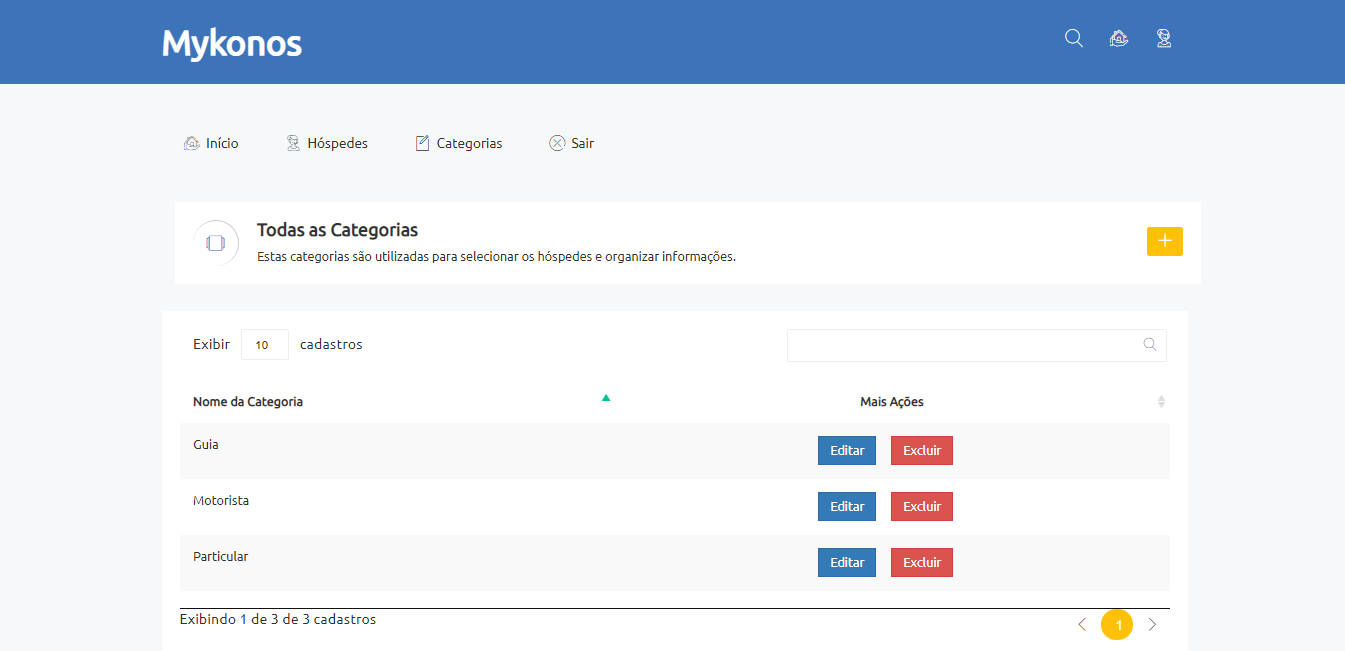 Mykonos
Início Hóspedes Categorias Sair
Todas as Categorias
Estas categorias são utilizadas para selecionar os hóspedes e organizar informações.
Exibir 10 cadastros
Nome da Categoria Mais Ações
Guia Editar Excluir
Motorista Editar Excluir
Particular Editar Excluir
Exibindo 1 de 3 de 3 cadastros 1